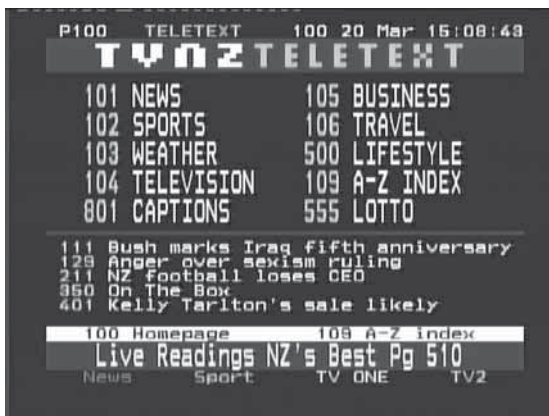 P100 TELETEXT 100 20 Mar 15:08:43
TVNZ TELETEXT
101 NEWS 105 BUSINESS
102 SPORTS 106 TRAVEL
103 WEATHER 500 LIFESTYLE
104 TELEVISION 109 A-Z INDEX
801 CAPTIONS 555 LOTTO
111 Bush marks Iraq fifth anniversary
129 Anger over sexism ruling
211 NZ football loses CEO
350 On The Box
401 Kelly Tarlton's sale likely
100 Homepage 109 A-Z index
Live Readings NZ's Best Pg 510
News Sport TV ONE TV2